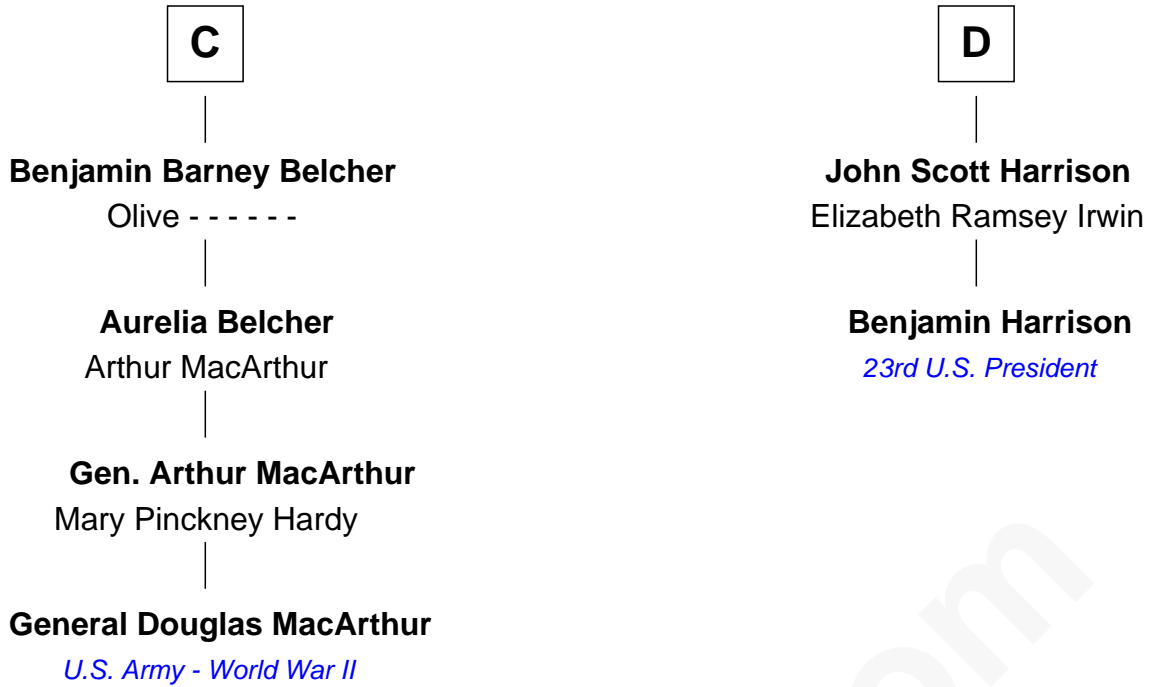 C
Benjamin Barney Belcher
Olive - - - - - -
Aurelia Belcher
Arthur MacArthur
Gen. Arthur MacArthur
Mary Pinckney Hardy
General Douglas MacArthur
U.S. Army - World War II
D
John Scott Harrison
Elizabeth Ramsey Irwin
Benjamin Harrison
23rd U.S. President
om